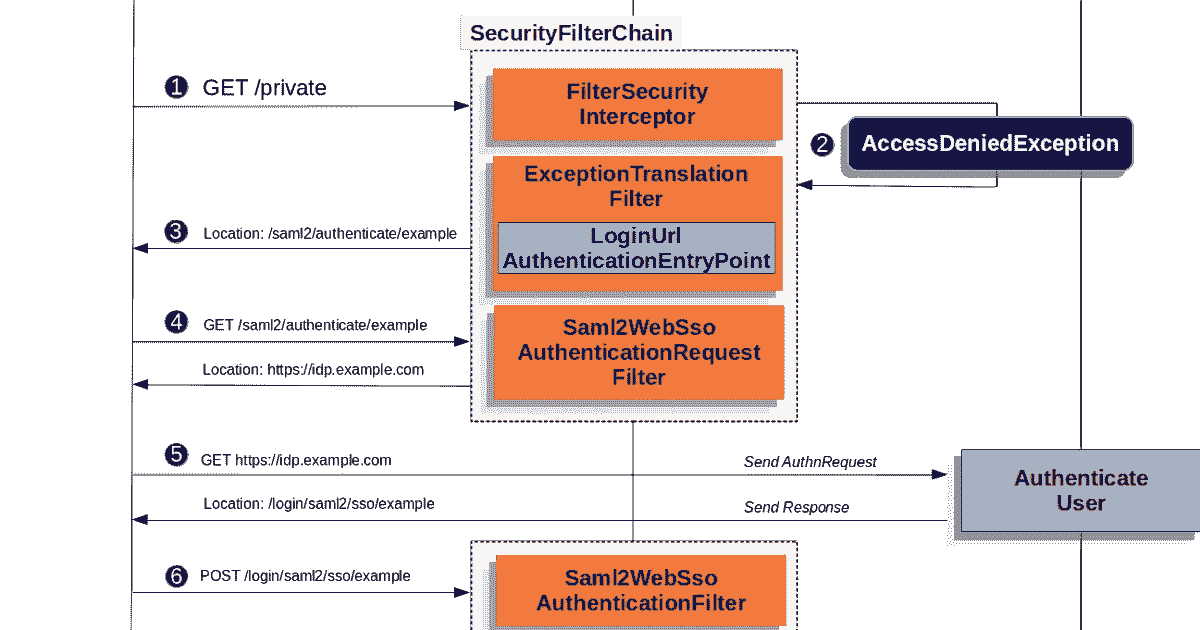 SecurityFilterChain
1 GET /private
FilterSecurity
Interceptor
2 AccessDeniedException
ExceptionTranslation
Filter
3 Location: /saml2/authenticate/example
LoginUrl
AuthenticationEntryPoint
4 GET /saml2/authenticate/example
Saml2WebSso
AuthenticationRequest
Filter
Location: https://idp.example.com
5 GET https://idp.example.com
Send AuthnRequest
Authenticate
User
Location: /login/saml2/sso/example
Send Response
6 POST /login/saml2/sso/example
Saml2WebSso
AuthenticationFilter